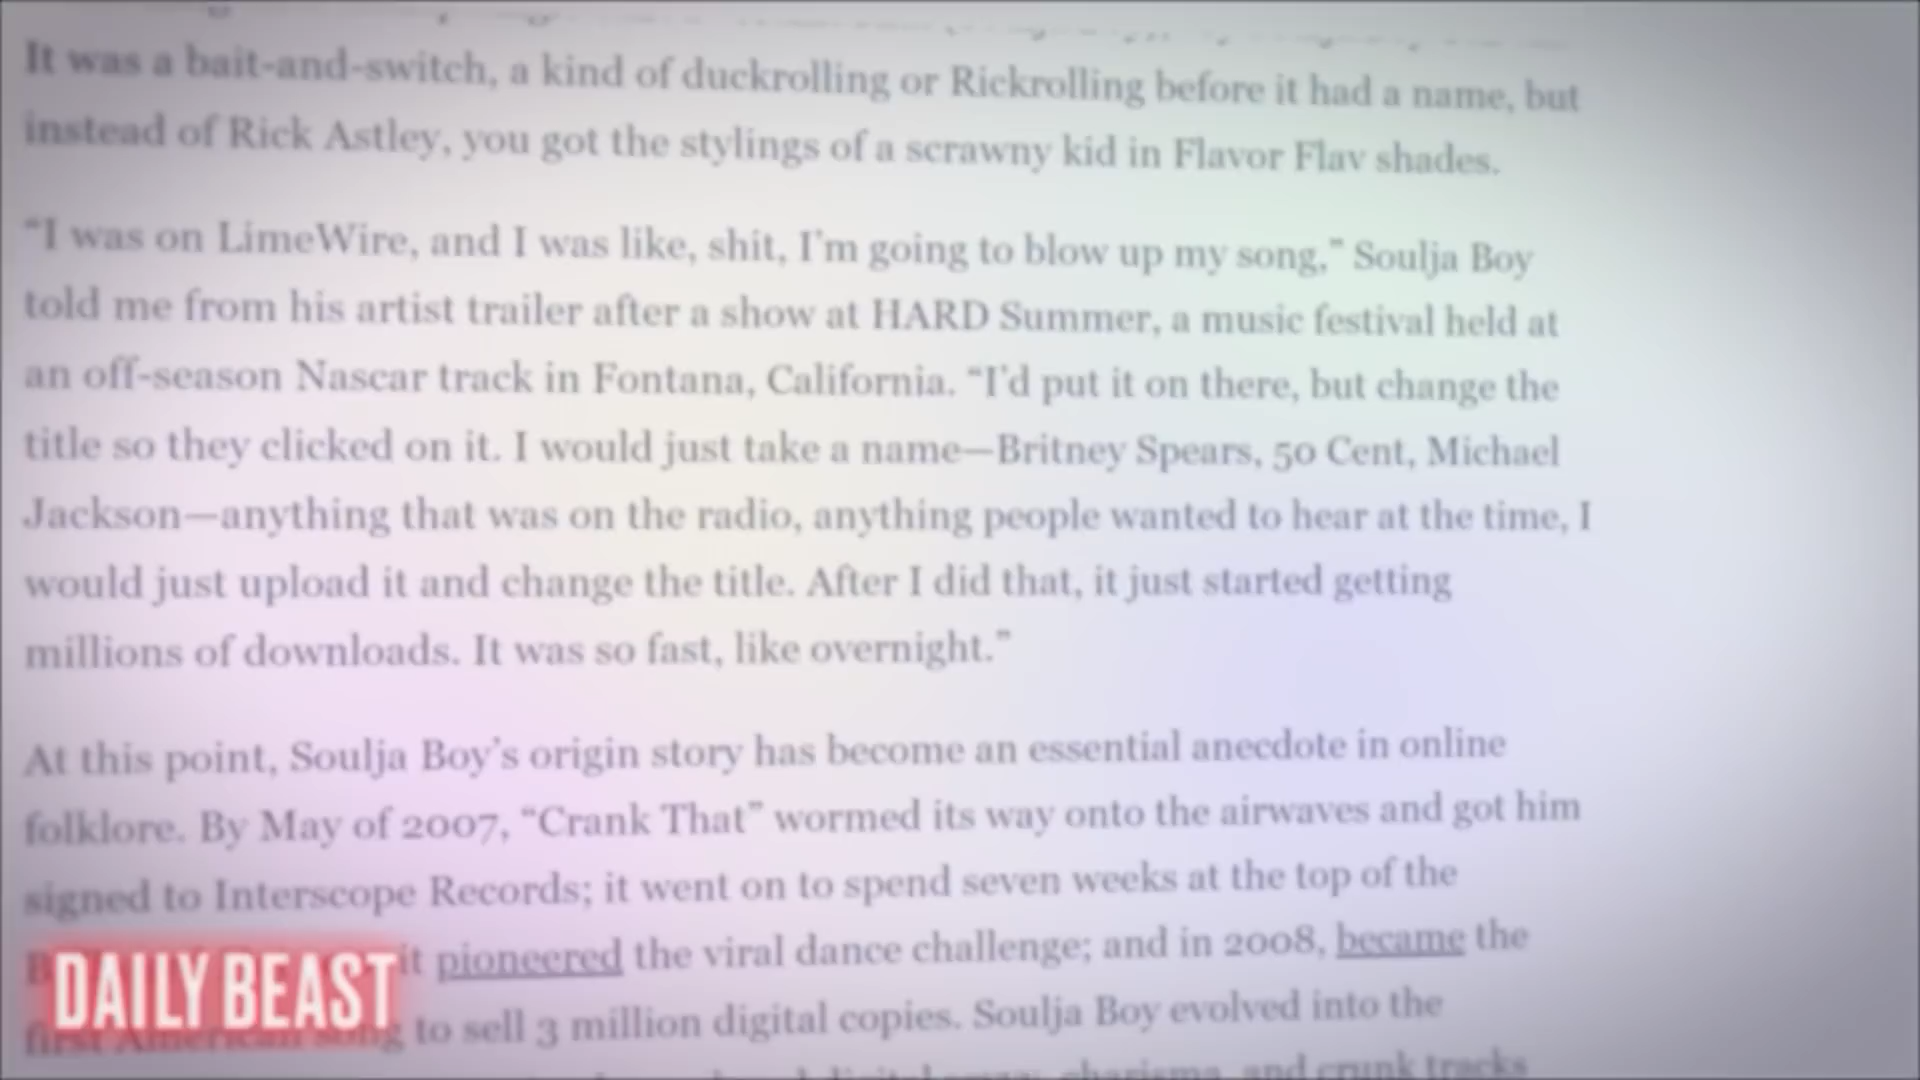 It was a bait-and-switch, a kind of duckrolling or Rickrolling before it had a name, but
instead of Rick Astley, you got the stylings of a scrawny kid in Flavor Flav shades.
“I was on LimeWire, and I was like, shit, I’m going to blow up my song,” Soulja Boy
told me from his artist trailer after a show at HARD Summer, a music festival held at
an off-season Nascar track in Fontana, California. “I’d put it on there, but change the
title so they clicked on it. I would just take a name—Britney Spears, 50 Cent, Michael
Jackson—anything that was on the radio, anything people wanted to hear at the time, I
would just upload it and change the title. After I did that, it just started getting
millions of downloads. It was so fast, like overnight.”
At this point, Soulja Boy’s origin story has become an essential anecdote in online
folklore. By May of 2007, “Crank That” wormed its way onto the airwaves and got him
signed to Interscope Records; it went on to spend seven weeks at the top of the
it pioneered the viral dance challenge; and in 2008, became the
first American song to sell 3 million digital copies. Soulja Boy evolved into the
charisma, and crunk tracks
DAILY BEAST